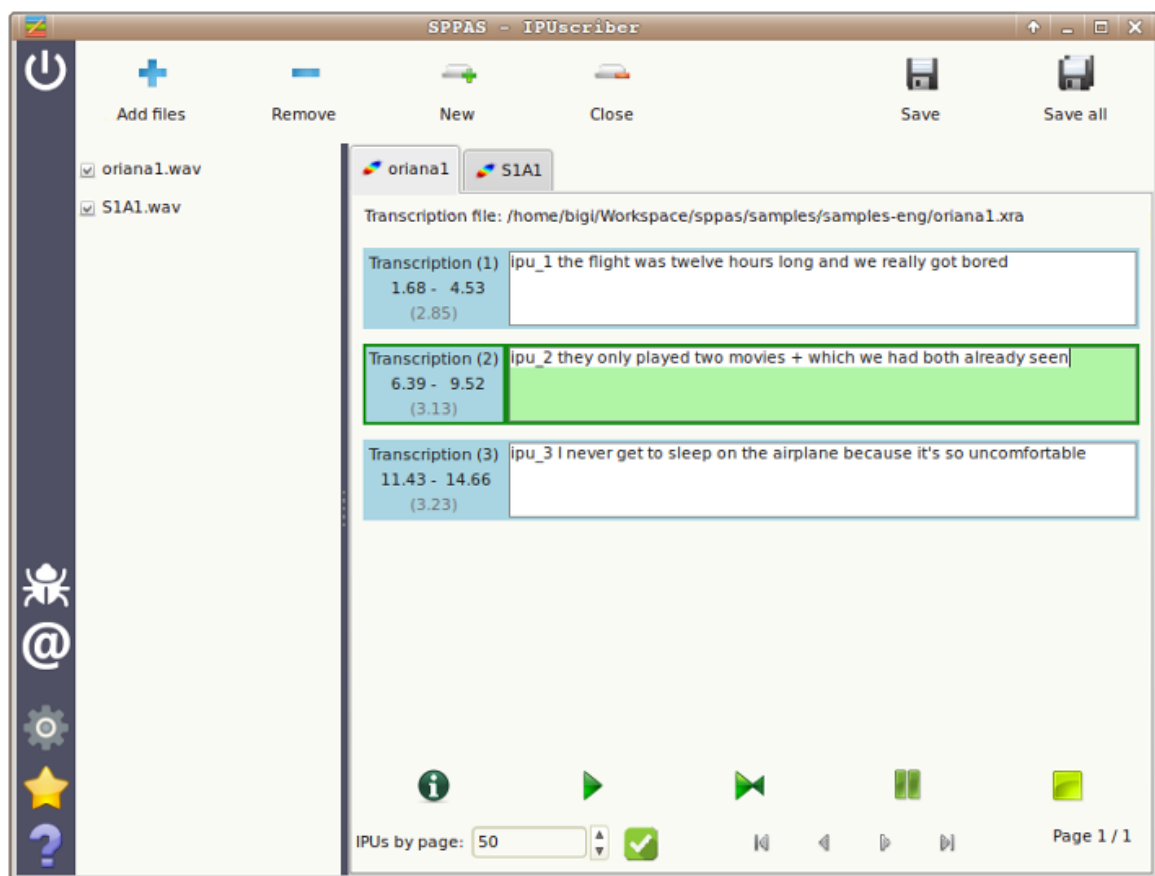 SPPAS - IPUscriber
Add files Remove New Close Save Save all
oriana1.wav
S1A1.wav
oriana1 S1A1
Transcription file: /home/bigi/Workspace/sppas/samples/samples-eng/oriana1.xra
Transcription (1) ipu_1 the flight was twelve hours long and we really got bored
1.68 - 4.53
(2.85)
Transcription (2) ipu_2 they only played two movies + which we had both already seen
6.39 - 9.52
(3.13)
Transcription (3) ipu_3 I never get to sleep on the airplane because it's so uncomfortable
11.43 - 14.66
(3.23)
IPUs by page: 50 Page 1 / 1